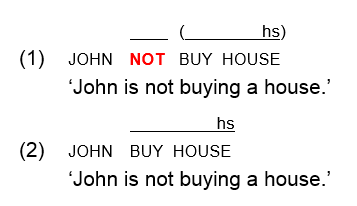 ____ (________hs)
(1) JOHN NOT BUY HOUSE
‘John is not buying a house.’
________hs
(2) JOHN BUY HOUSE
‘John is not buying a house.’